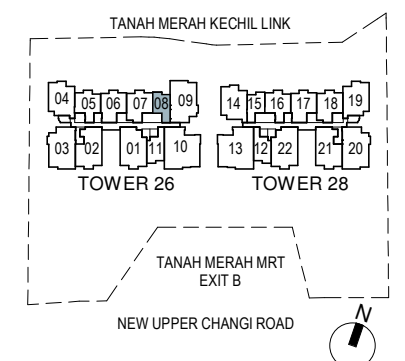 TANAH MERAH KECHIL LINK
04 05 06 07 08 09 14 15 16 17 18 19
03 02 01 11 10 13 12 22 21 20
TOWER 26 TOWER 28
TANAH MERAH MRT
EXIT B
NEW UPPER CHANGI ROAD
N